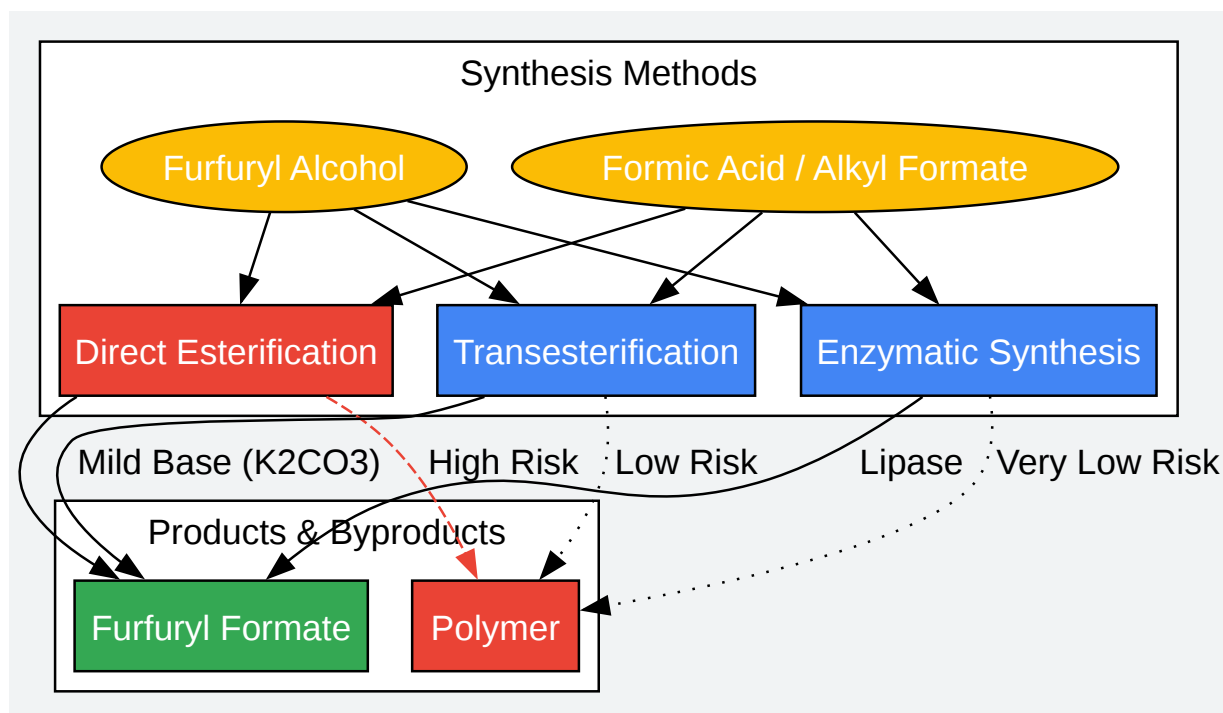 Synthesis Methods
Furfuryl Alcohol
Formic Acid / Alkyl Formate
Direct Esterification
Transesterification
Enzymatic Synthesis
Mild Base (K2CO3)
High Risk
Low Risk
Lipase
Very Low Risk
Products & Byproducts
Furfuryl Formate
Polymer